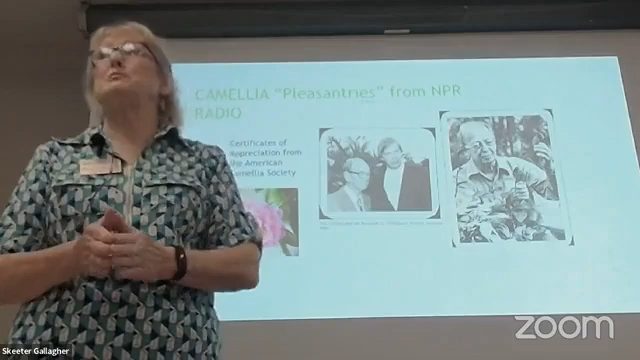 CAMELLIA “Pleasantries” from NPR
RADIO
Certificates of
Appreciation from
the American
Camellia Society
Skeeter Gallagher
zoom